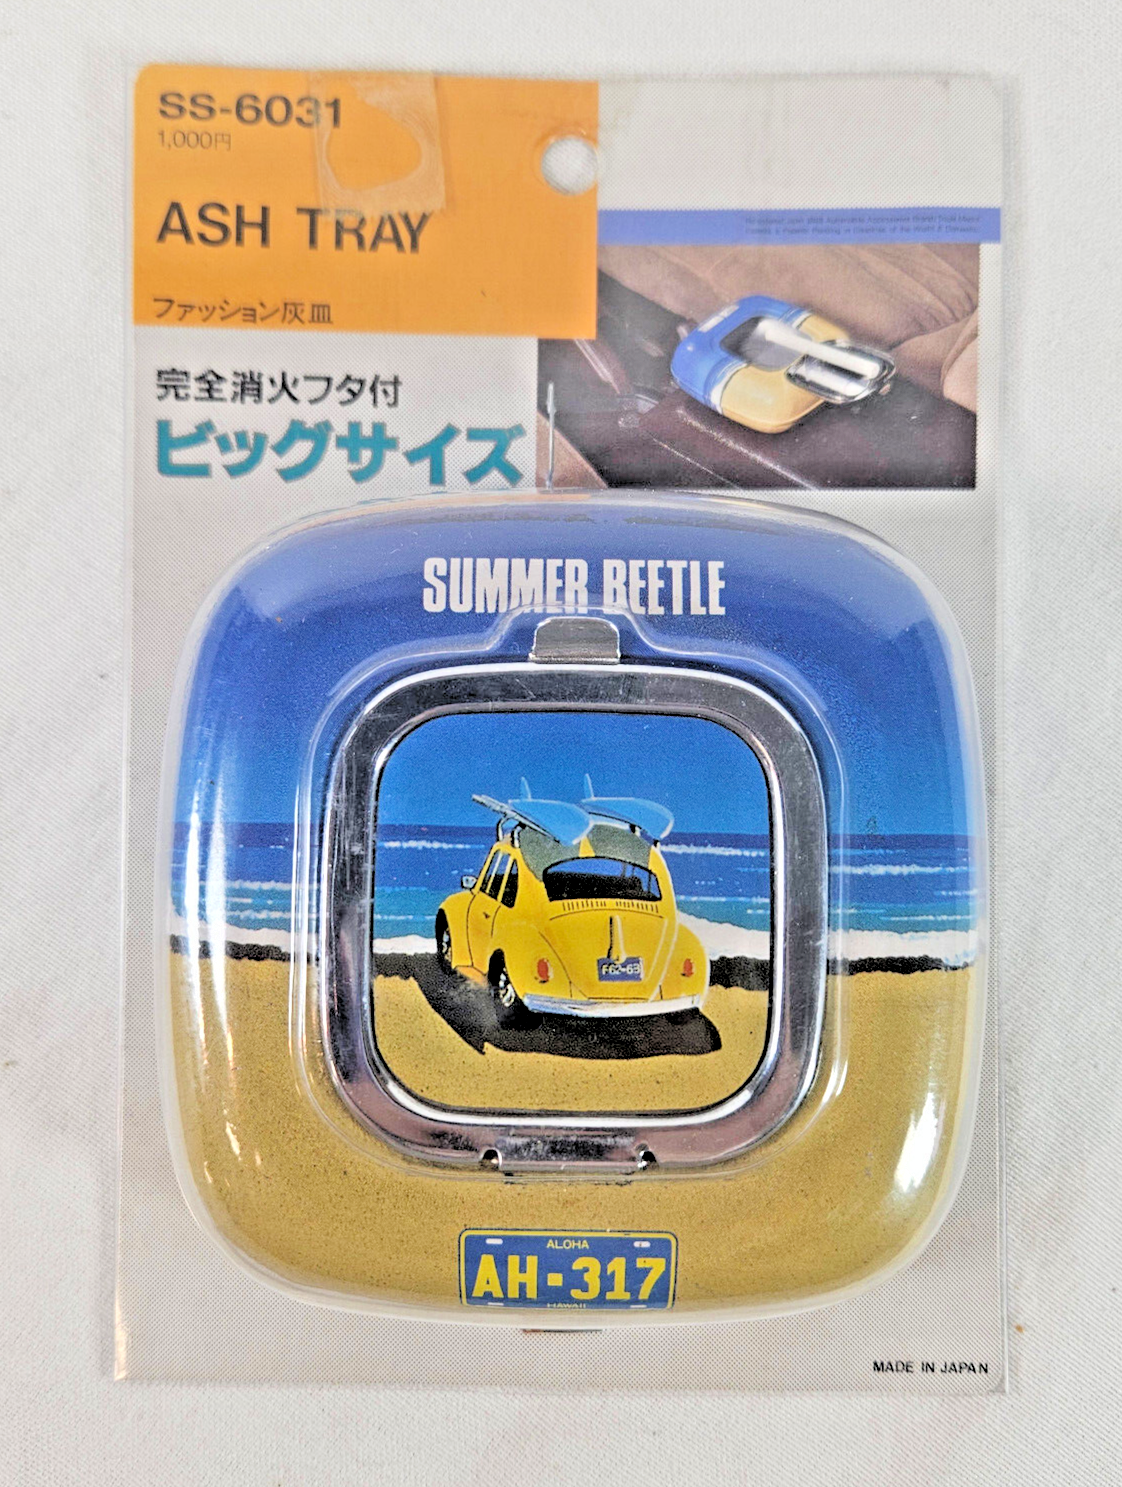 SS-6031
1,000円
ASH TRAY
ファッション灰皿
完全消火フタ付
ビッグサイズ
SUMMER BEETLE
F62-63
ALOHA
AH-317
HAWAII
MADE IN JAPAN